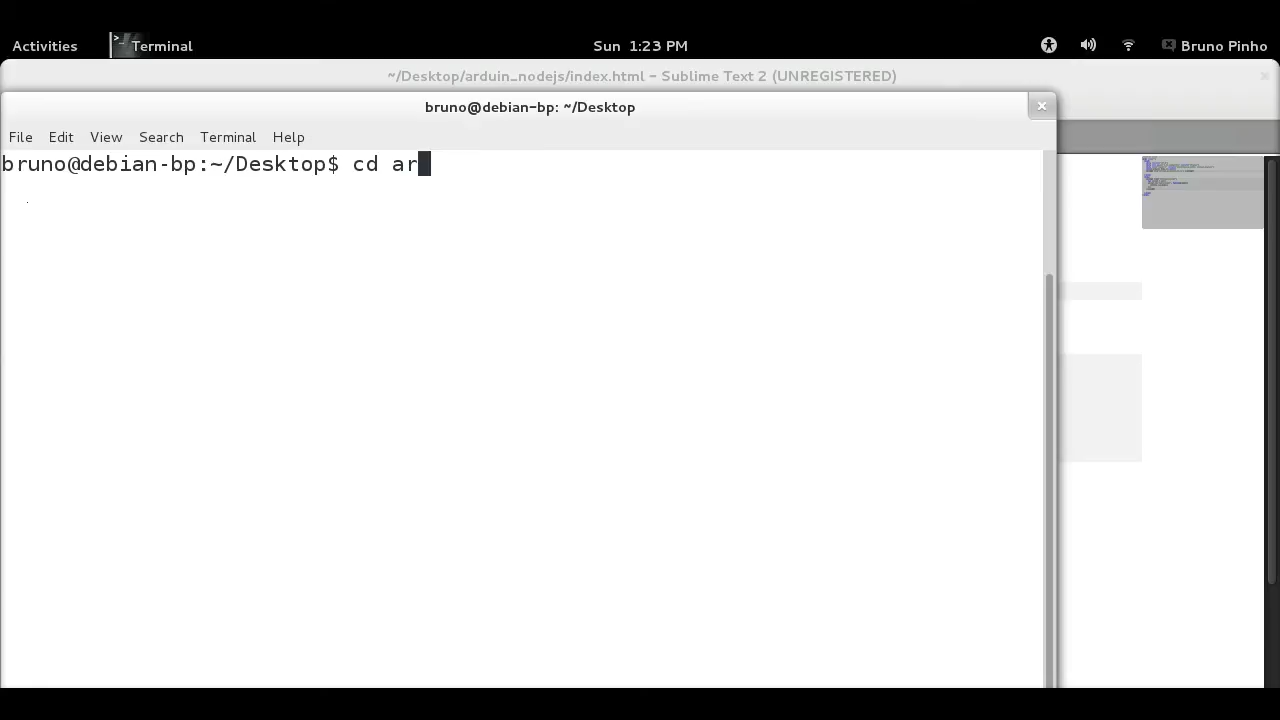 Activities
Terminal
Sun 1:23 PM
Bruno Pinho
~/Desktop/arduin_nodejs/index.html - Sublime Text 2 (UNREGISTERED)
bruno@debian-bp: ~/Desktop
File Edit View Search Terminal Help
bruno@debian-bp:~/Desktop$ cd ar